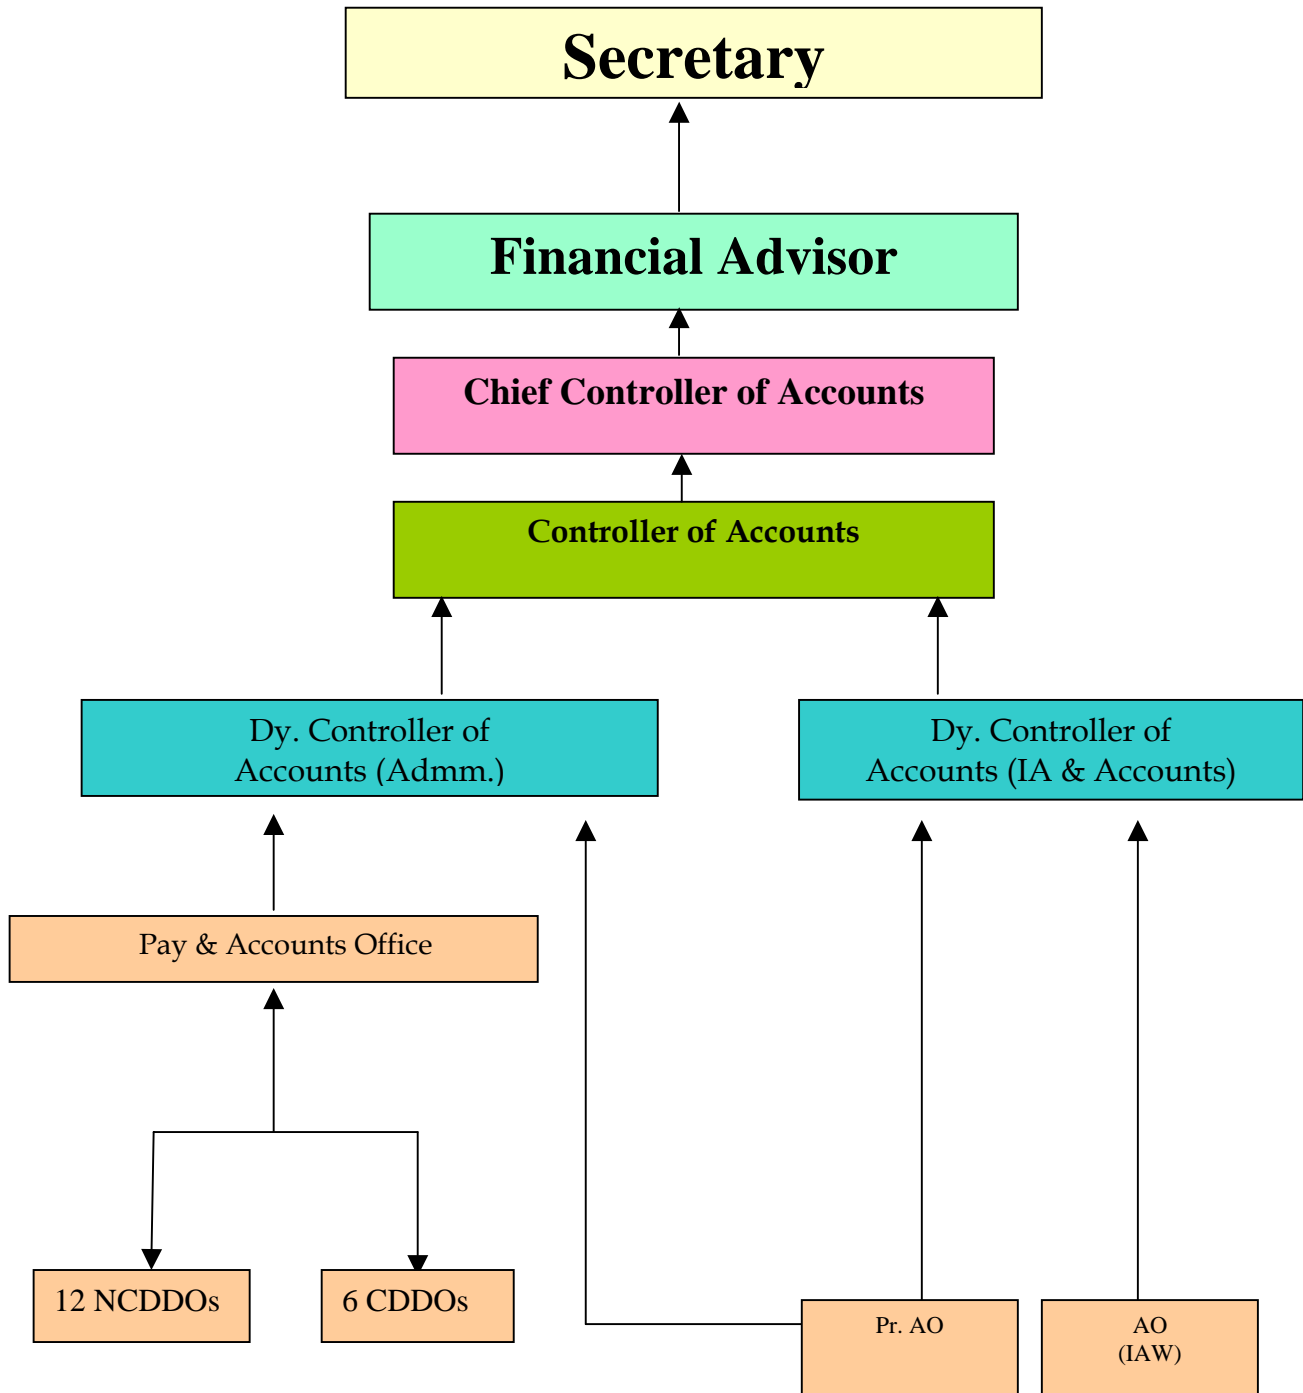 Secretary
Financial Advisor
Chief Controller of Accounts
Controller of Accounts
Dy. Controller of
Accounts (Admm.)
Dy. Controller of
Accounts (IA & Accounts)
Pay & Accounts Office
12 NCDDOs
6 CDDOs
Pr. AO
AO
(IAW)